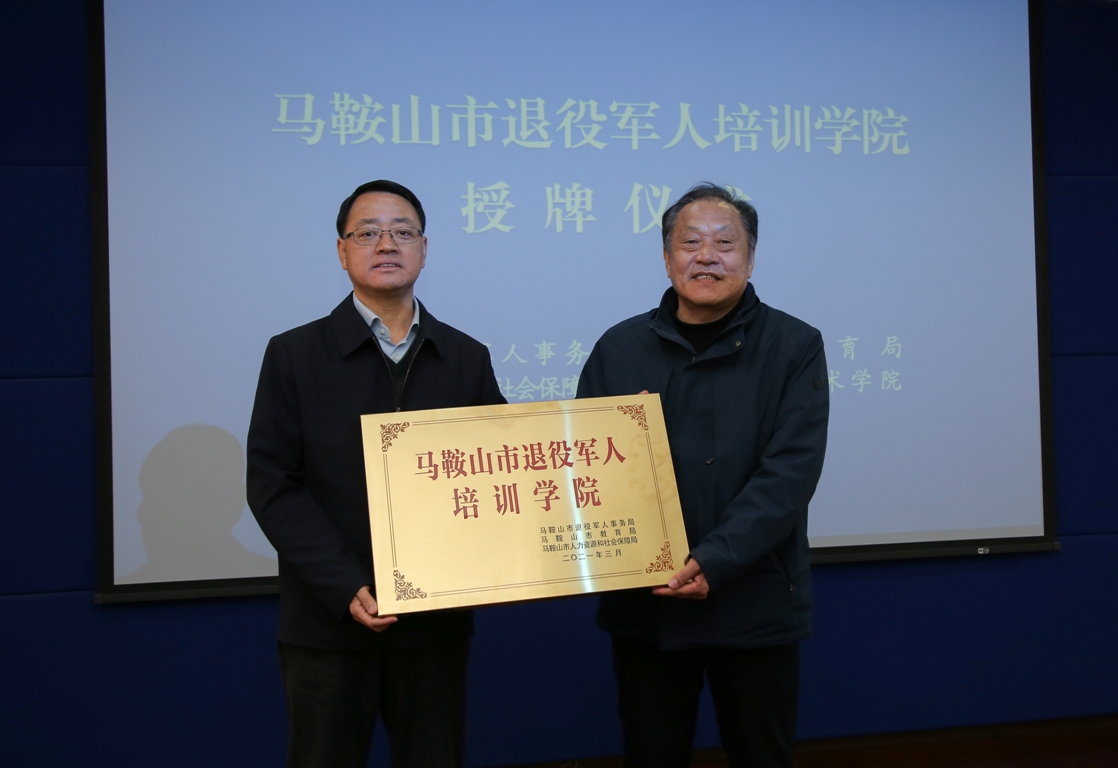 马鞍山市退役军人培训学院
授牌仪
人事务
育局
社会保障
术学院
马鞍山市退役军人
培训学院
马鞍山市退役军人事务局
马鞍山市教育局
马鞍山市人力资源和社会保障局
二〇二一年三月